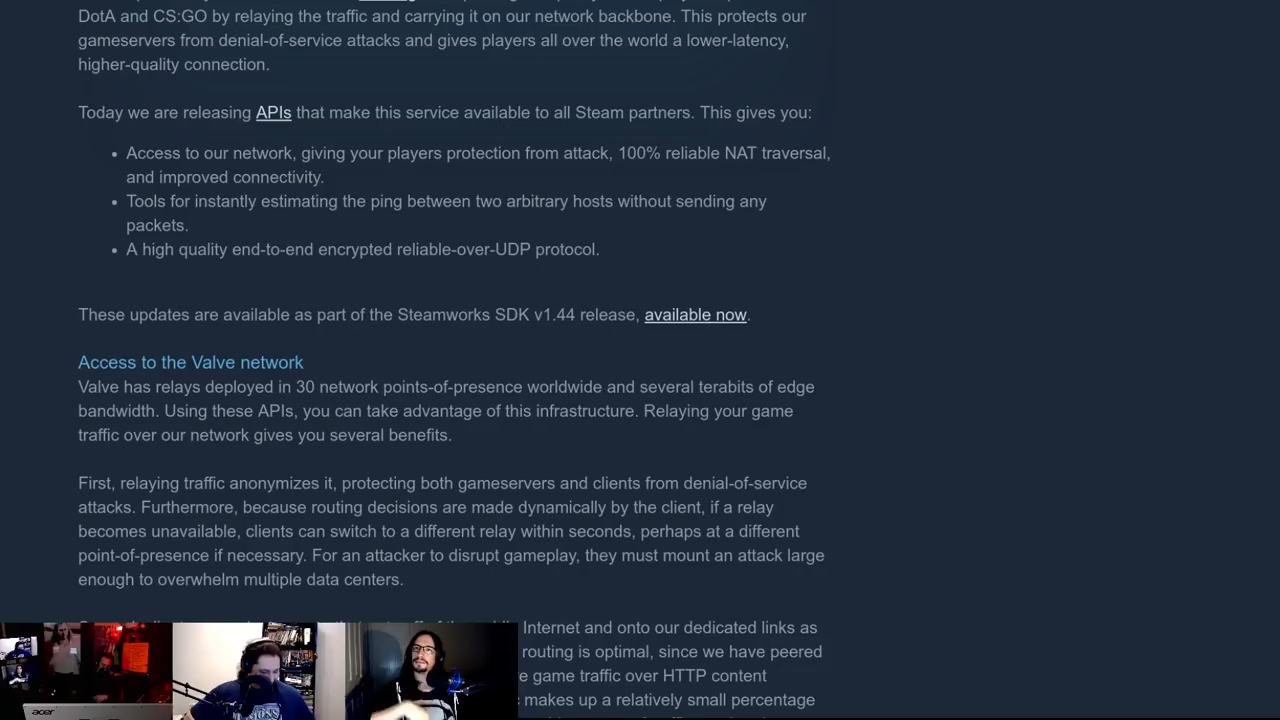 DotA and CS:GO by relaying the traffic and carrying it on our network backbone. This protects our
gameservers from denial-of-service attacks and gives players all over the world a lower-latency,
higher-quality connection.
Today we are releasing APIs that make this service available to all Steam partners. This gives you:
• Access to our network, giving your players protection from attack, 100% reliable NAT traversal,
and improved connectivity.
• Tools for instantly estimating the ping between two arbitrary hosts without sending any
packets.
• A high quality end-to-end encrypted reliable-over-UDP protocol.
These updates are available as part of the Steamworks SDK v1.44 release, available now.
Access to the Valve network
Valve has relays deployed in 30 network points-of-presence worldwide and several terabits of edge
bandwidth. Using these APIs, you can take advantage of this infrastructure. Relaying your game
traffic over our network gives you several benefits.
First, relaying traffic anonymizes it, protecting both gameservers and clients from denial-of-service
attacks. Furthermore, because routing decisions are made dynamically by the client, if a relay
becomes unavailable, clients can switch to a different relay within seconds, perhaps at a different
point-of-presence if necessary. For an attacker to disrupt gameplay, they must mount an attack large
enough to overwhelm multiple data centers.
Internet and onto our dedicated links as
routing is optimal, since we have peered
game traffic over HTTP content
makes up a relatively small percentage
acer